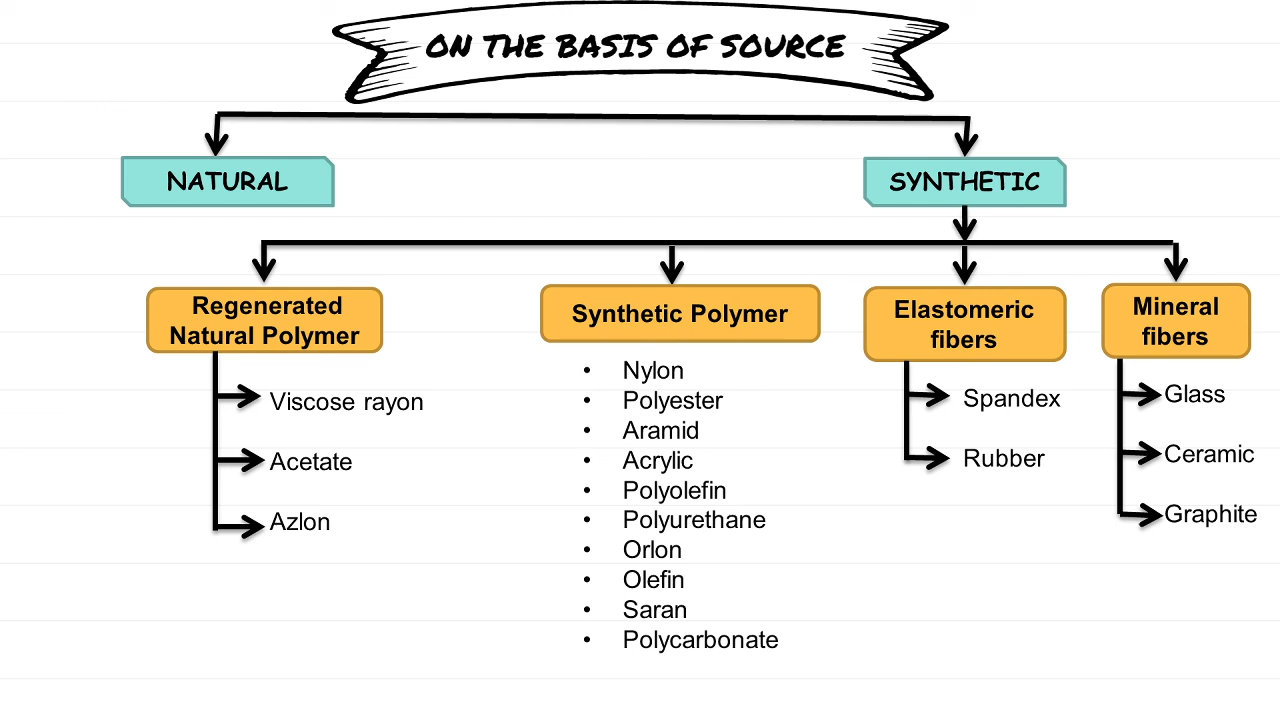 ON THE BASIS OF SOURCE
NATURAL
SYNTHETIC
Regenerated
Natural Polymer
Viscose rayon
Acetate
Azlon
Synthetic Polymer
• Nylon
• Polyester
• Aramid
• Acrylic
• Polyolefin
• Polyurethane
• Orlon
• Olefin
• Saran
• Polycarbonate
Elastomeric
fibers
Spandex
Rubber
Mineral
fibers
Glass
Ceramic
Graphite